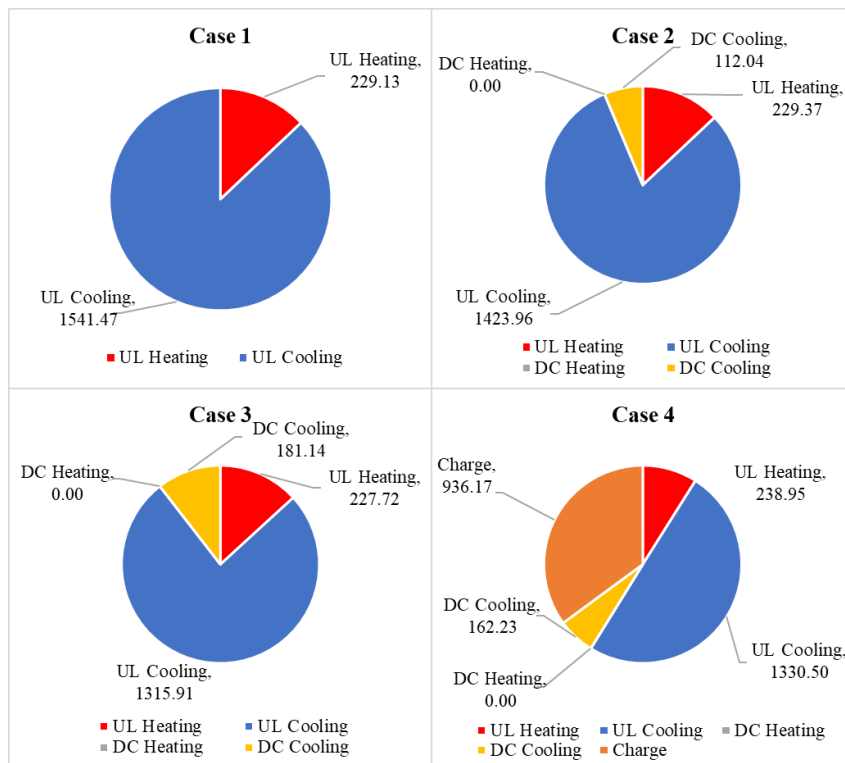 Case 1
UL Heating,
229.13
UL Cooling,
1541.47
UL Heating UL Cooling
Case 2
DC Cooling,
112.04
DC Heating,
0.00
UL Heating,
229.37
UL Cooling,
1423.96
UL Heating UL Cooling
DC Heating DC Cooling
Case 3
DC Cooling,
181.14
DC Heating,
0.00
UL Heating,
227.72
UL Cooling,
1315.91
UL Heating UL Cooling
DC Heating DC Cooling
Case 4
Charge,
936.17
UL Heating,
238.95
DC Cooling,
162.23
UL Cooling,
1330.50
DC Heating,
0.00
UL Heating UL Cooling DC Heating
DC Cooling Charge